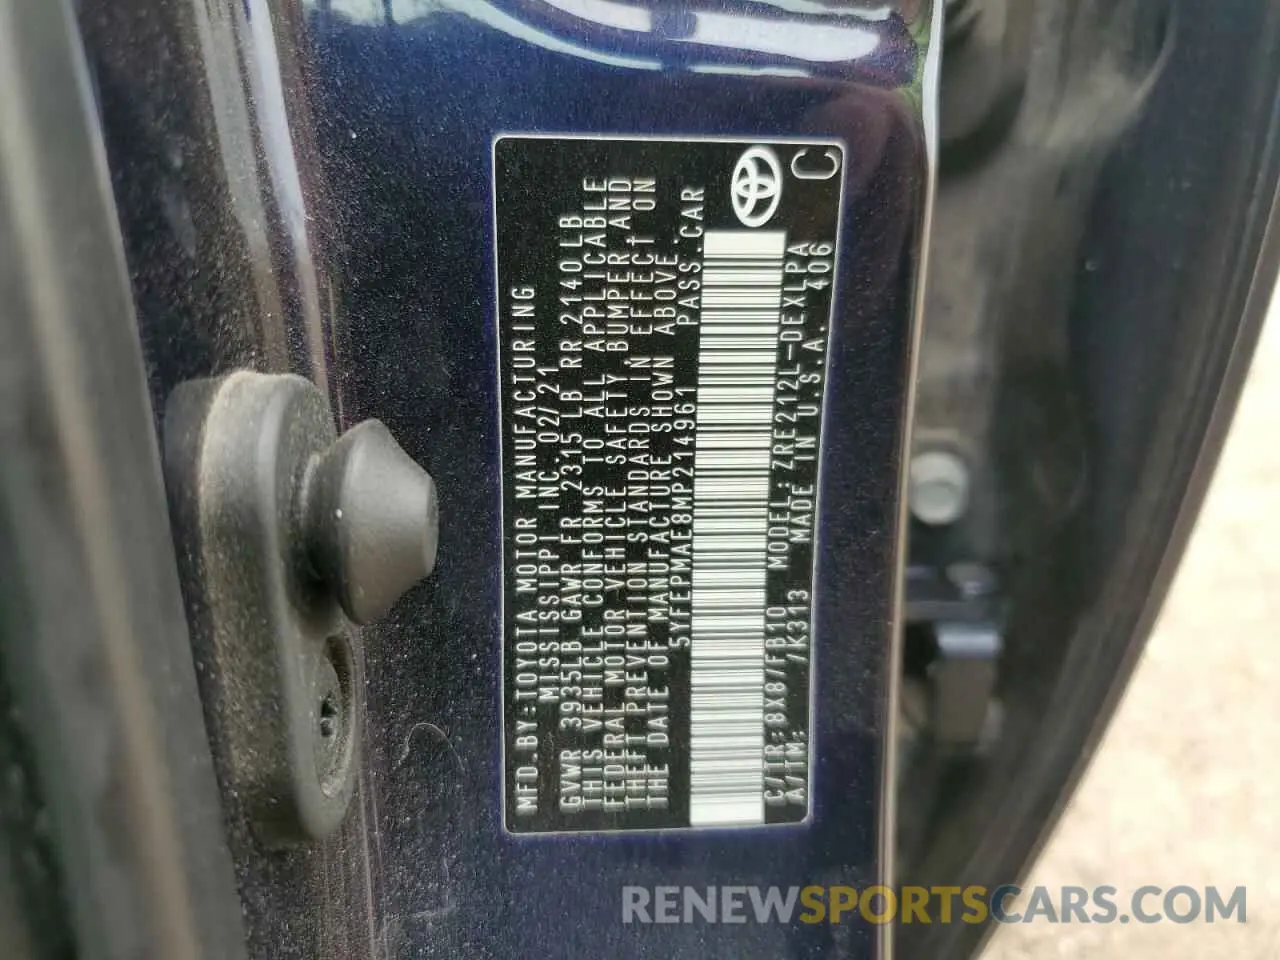 MFD.BY:TOYOTA MOTOR MANUFACTURING
MISSISSIPPI INC. 02/21
GVWR 3935LB GAWR FR 2315 LB RR 2140LB
THIS VEHICLE CONFORMS TO ALL APPLICABLE
FEDERAL MOTOR VEHICLE SAFETY, BUMPER, AND
THEFT PREVENTION STANDARDS IN EFFECT ON
THE DATE OF MANUFACTURE SHOWN ABOVE.
5YFEPMAE8MP214961 PASS.CAR
C/TR:8X8/FB10 MODEL:ZRE212L-DEXLPA
A/TM: /K313 MADE IN U.S.A. 406
C
RENEWSPORTSCARS.COM